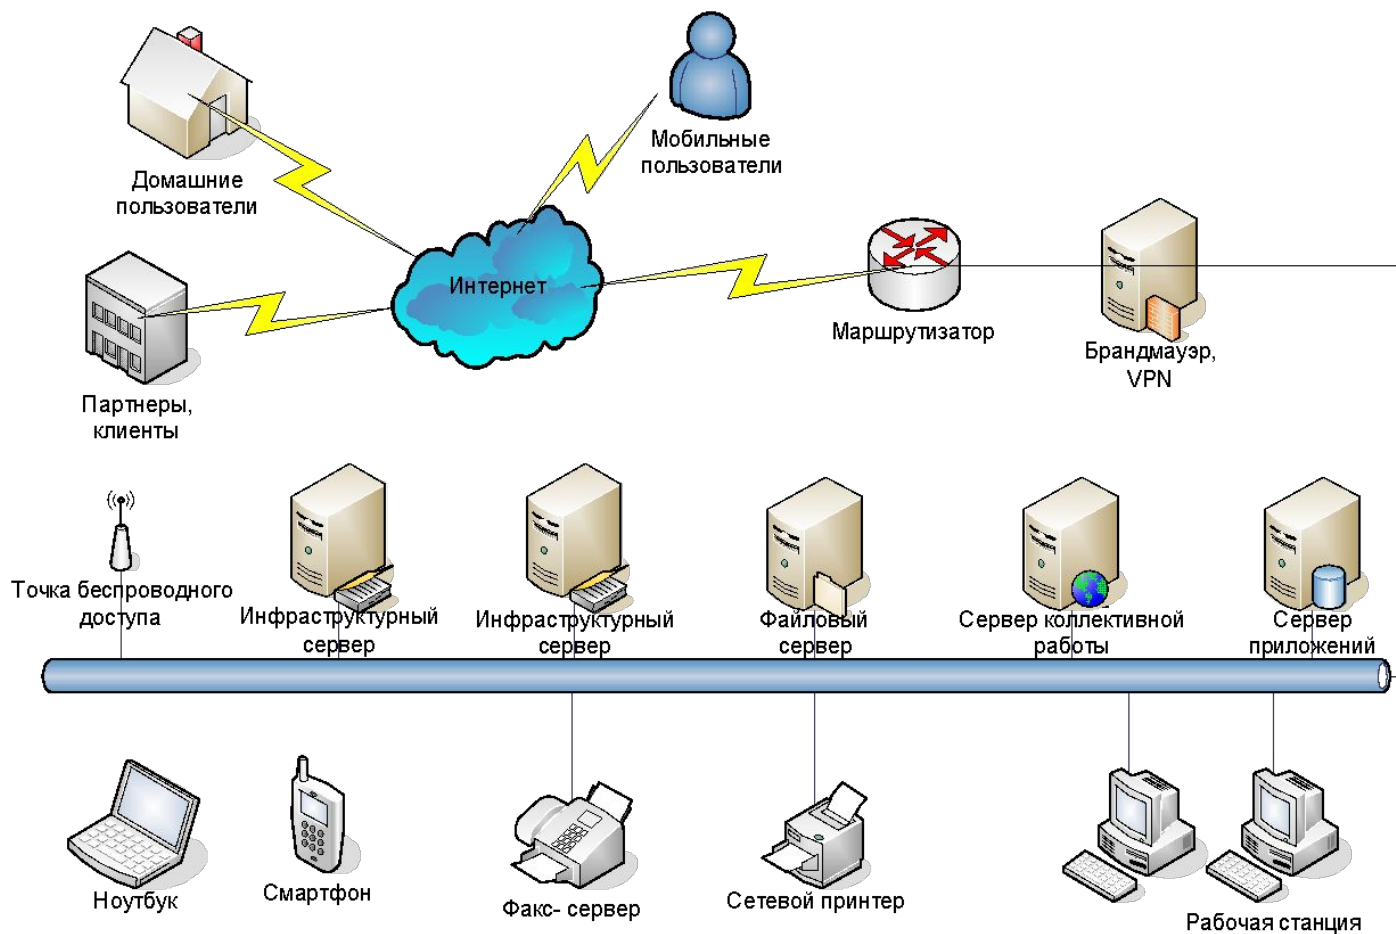 Мобильные
пользователи
Домашние
пользователи
Интернет
Маршрутизатор
Брандмауэр,
VPN
Партнеры,
клиенты
Точка беспроводного
доступа
Инфраструктурный
сервер
Инфраструктурный
сервер
Файловый
сервер
Сервер коллективной
работы
Сервер
приложений
Ноутбук
Смартфон
Факс- сервер
Сетевой принтер
Рабочая станция